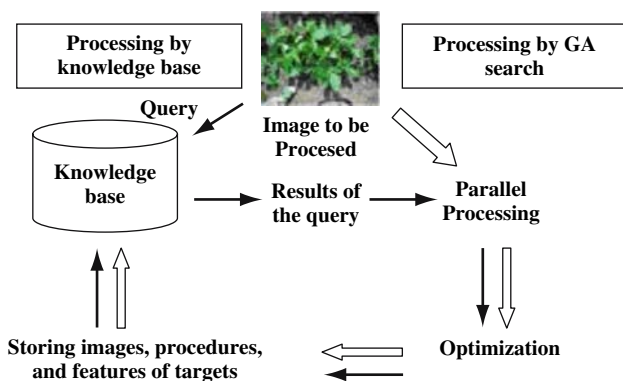 Processing by
knowledge base
Processing by GA
search
Query
Image to be
Procesed
Knowledge
base
Results of
the query
Parallel
Processing
Storing images, procedures,
and features of targets
Optimization